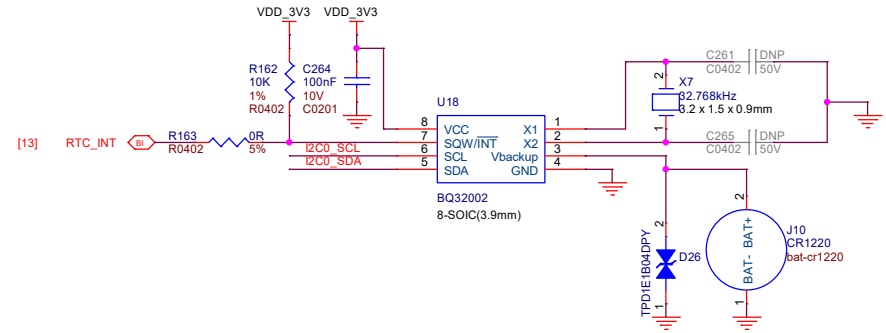 VDD_3V3
VDD_3V3
R162
10K
1%
R0402
C264
100nF
10V
C0201
C261
DNP
C0402
50V
X7
32.768kHz
3.2 x 1.5 x 0.9mm
2
1
U18
8
VCC
X1
1
7
SQW/INT
X2
2
6
SCL
Vbackup
3
5
SDA
GND
4
BQ32002
8-SOIC(3.9mm)
[13]
RTC_INT
BI
R163
0R
R0402
5%
I2C0_SCL
I2C0_SDA
C265
DNP
C0402
50V
2
D26
TPD1E1B04DPY
1
2
BAT- BAT+
1
J10
CR1220
bat-cr1220